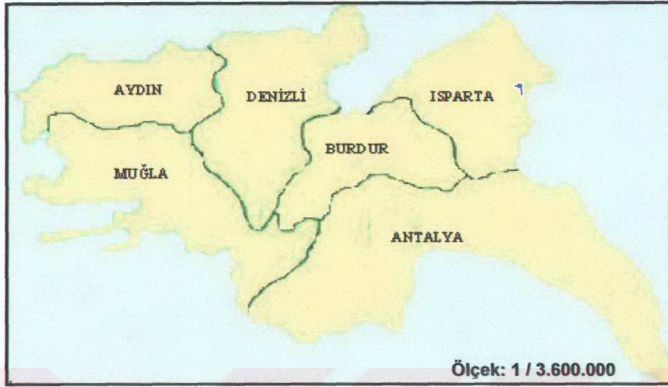 AYDIN
DENİZLİ
ISPARTA
BURDUR
MUĞLA
ANTALYA
Ölçek: 1 / 3.600.000